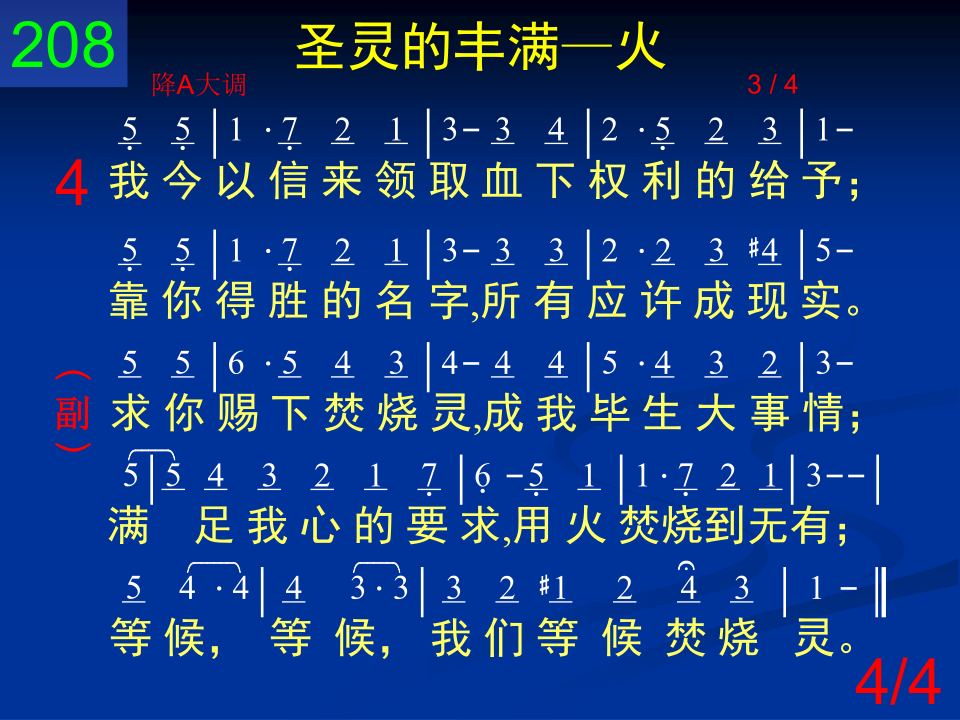 208
圣灵的丰满—火
降A大调 3 / 4
5 5 | 1 · 7 2 1 | 3 - 3 4 | 2 · 5 2 3 | 1 -
4
我今以信来领取血下权利的给予；
5 5 | 1 · 7 2 1 | 3 - 3 3 | 2 · 2 3 ♯4 | 5 -
靠你得胜的名字,所有应许成现实。
5 5 | 6 · 5 4 3 | 4 - 4 4 | 5 · 4 3 2 | 3 -
（副）
求你赐下焚烧灵,成我毕生大事情；
5 | 5 4 3 2 1 7 | 6 - 5 1 | 1 · 7 2 1 | 3 - - |
满 足我心的要求,用火焚烧到无有；
5 4 · 4 | 4 3 · 3 | 3 2 ♯1 2 4 3 | 1 - ‖
等候， 等候，我们等候焚烧 灵。
4/4